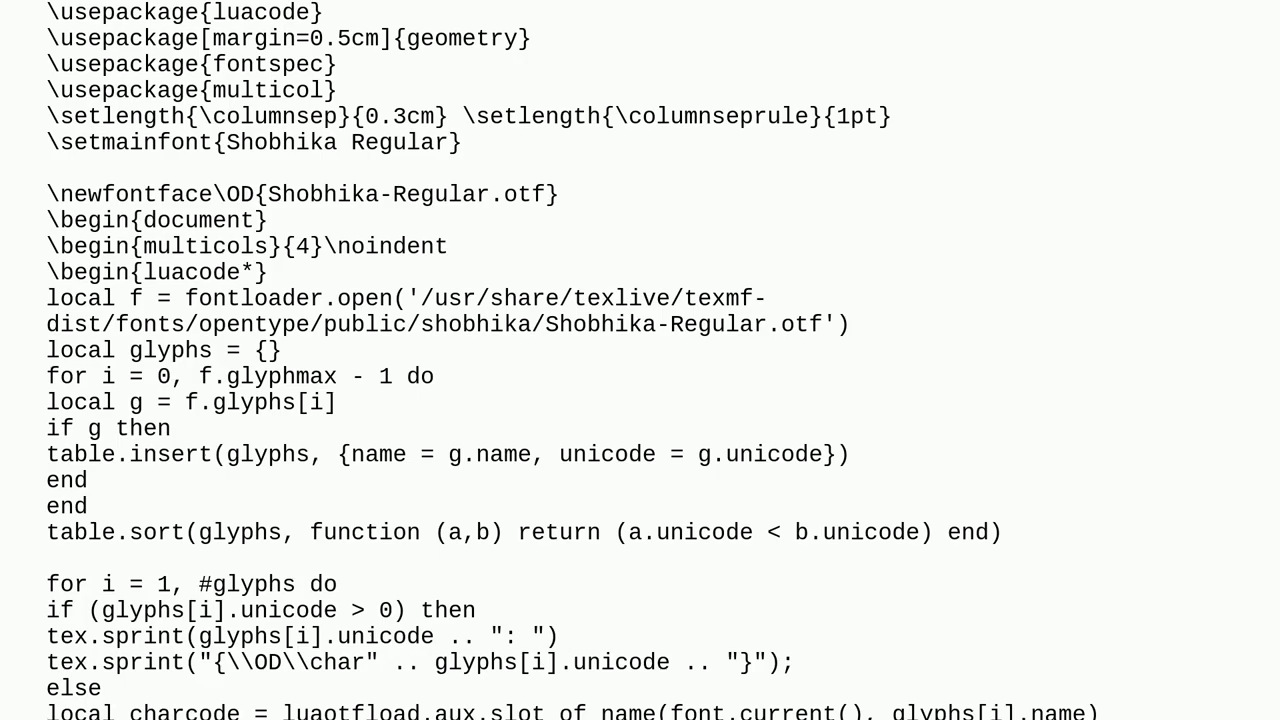 \usepackage{luacode}
\usepackage[margin=0.5cm]{geometry}
\usepackage{fontspec}
\usepackage{multicol}
\setlength{\columnsep}{0.3cm} \setlength{\columnseprule}{1pt}
\setmainfont{Shobhika Regular}
\newfontface\OD{Shobhika-Regular.otf}
\begin{document}
\begin{multicols}{4}\noindent
\begin{luacode*}
local f = fontloader.open('/usr/share/texlive/texmf-
dist/fonts/opentype/public/shobhika/Shobhika-Regular.otf')
local glyphs = {}
for i = 0, f.glyphmax - 1 do
local g = f.glyphs[i]
if g then
table.insert(glyphs, {name = g.name, unicode = g.unicode})
end
end
table.sort(glyphs, function (a,b) return (a.unicode < b.unicode) end)
for i = 1, #glyphs do
if (glyphs[i].unicode > 0) then
tex.sprint(glyphs[i].unicode .. ": ")
tex.sprint("{\\OD\\char" .. glyphs[i].unicode .. "}");
else
local charcode = luaotfload.aux.slot_of_name(font.current(), glyphs[i].name)